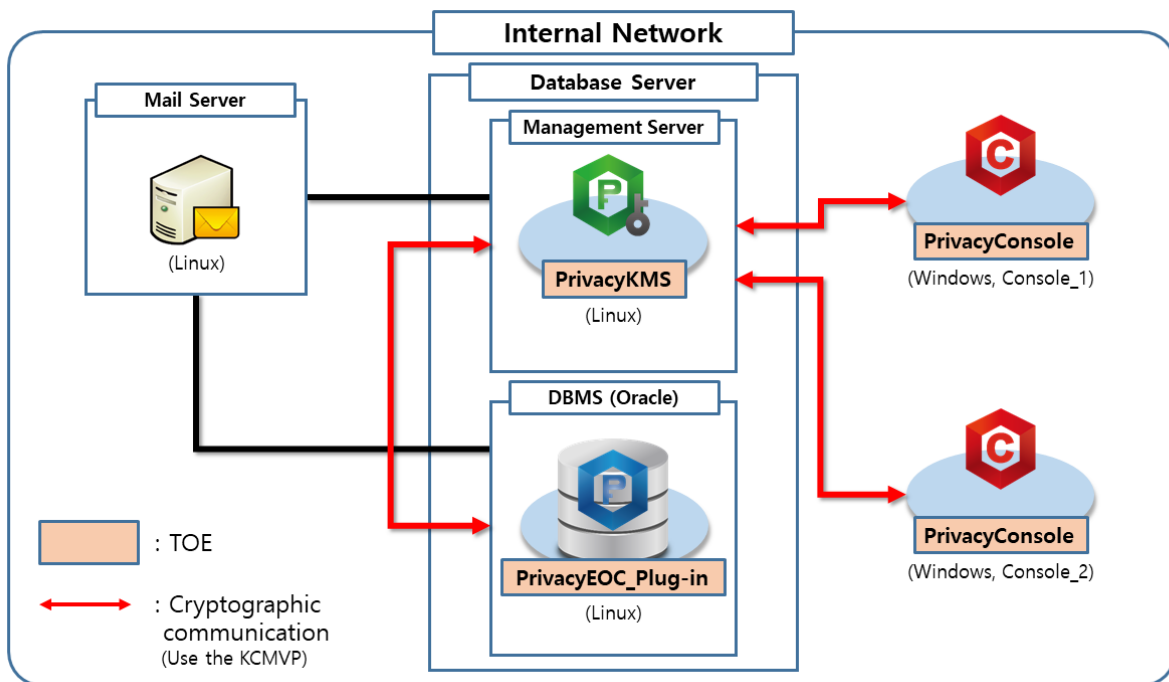 Internal Network
Mail Server
(Linux)
Database Server
Management Server
P
PrivacyKMS
(Linux)
DBMS (Oracle)
P
PrivacyEOC_Plug-in
(Linux)
C
PrivacyConsole
(Windows, Console_1)
C
PrivacyConsole
(Windows, Console_2)
: TOE
: Cryptographic
communication
(Use the KCMVP)